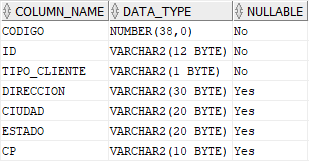 COLUMN_NAME DATA_TYPE NULLABLE
CODIGO NUMBER(38,0) No
ID VARCHAR2(12 BYTE) No
TIPO_CLIENTE VARCHAR2(1 BYTE) No
DIRECCION VARCHAR2(30 BYTE) Yes
CIUDAD VARCHAR2(20 BYTE) Yes
ESTADO VARCHAR2(20 BYTE) Yes
CP VARCHAR2(10 BYTE) Yes